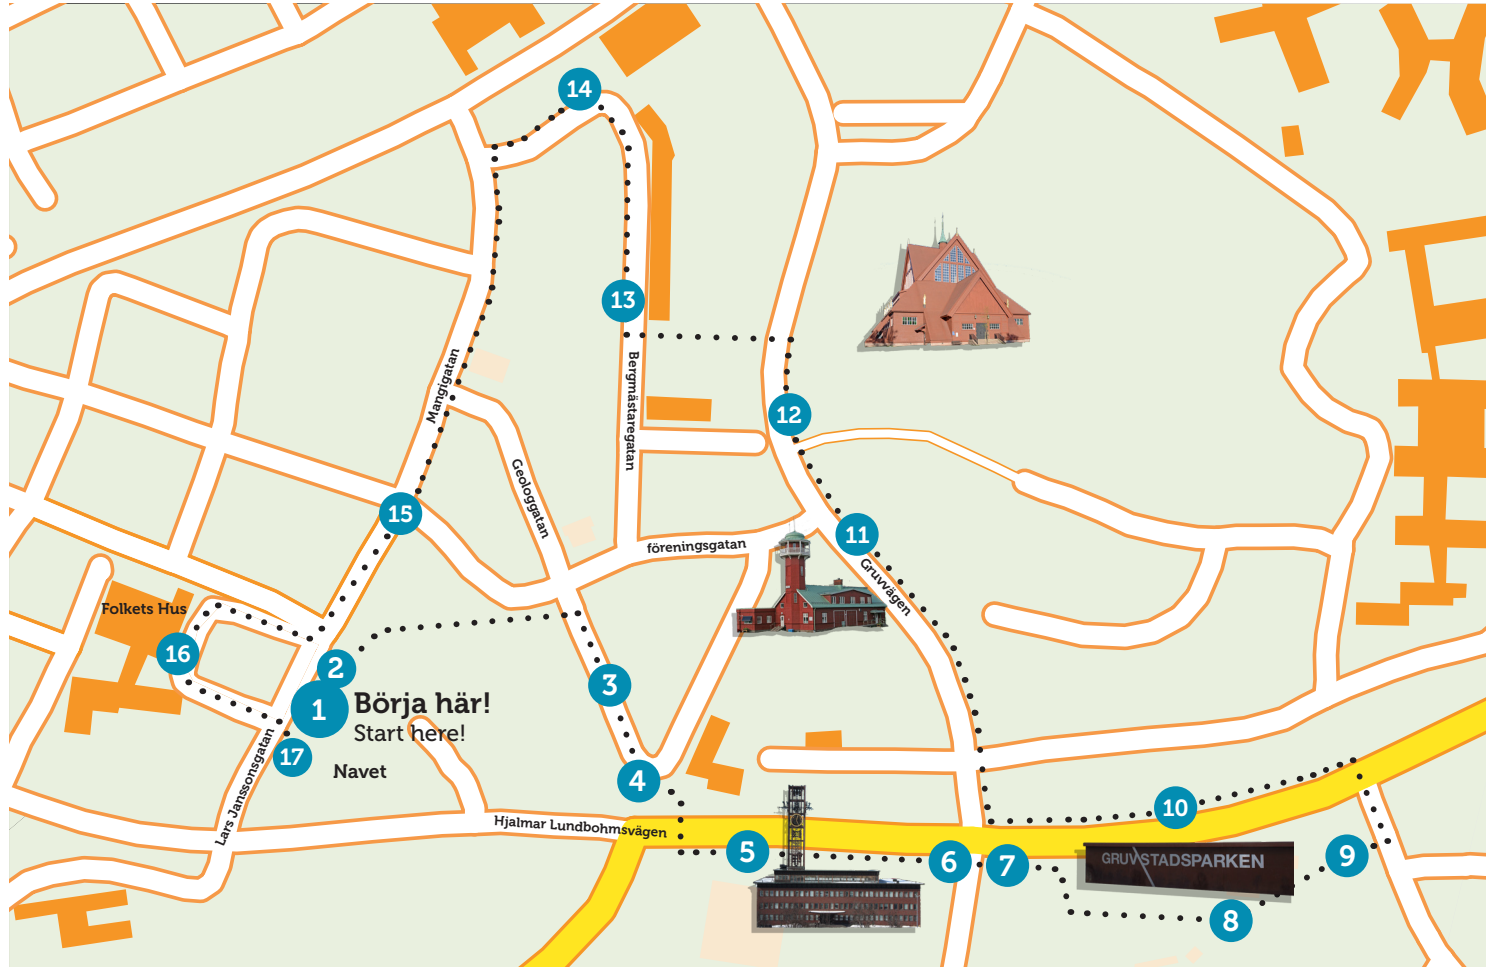 14
13
Mangigatan
Bergmästaregatan
12
Geologgatan
15
föreningsgatan
11
Gruvvägen
Folkets Hus
16
2
3
1
Börja här!
Start here!
17
Navet
Lars Janssonsgatan
4
Hjalmar Lundbohmsvägen
10
5
6
7
GRUVSTADSPARKEN
9
8